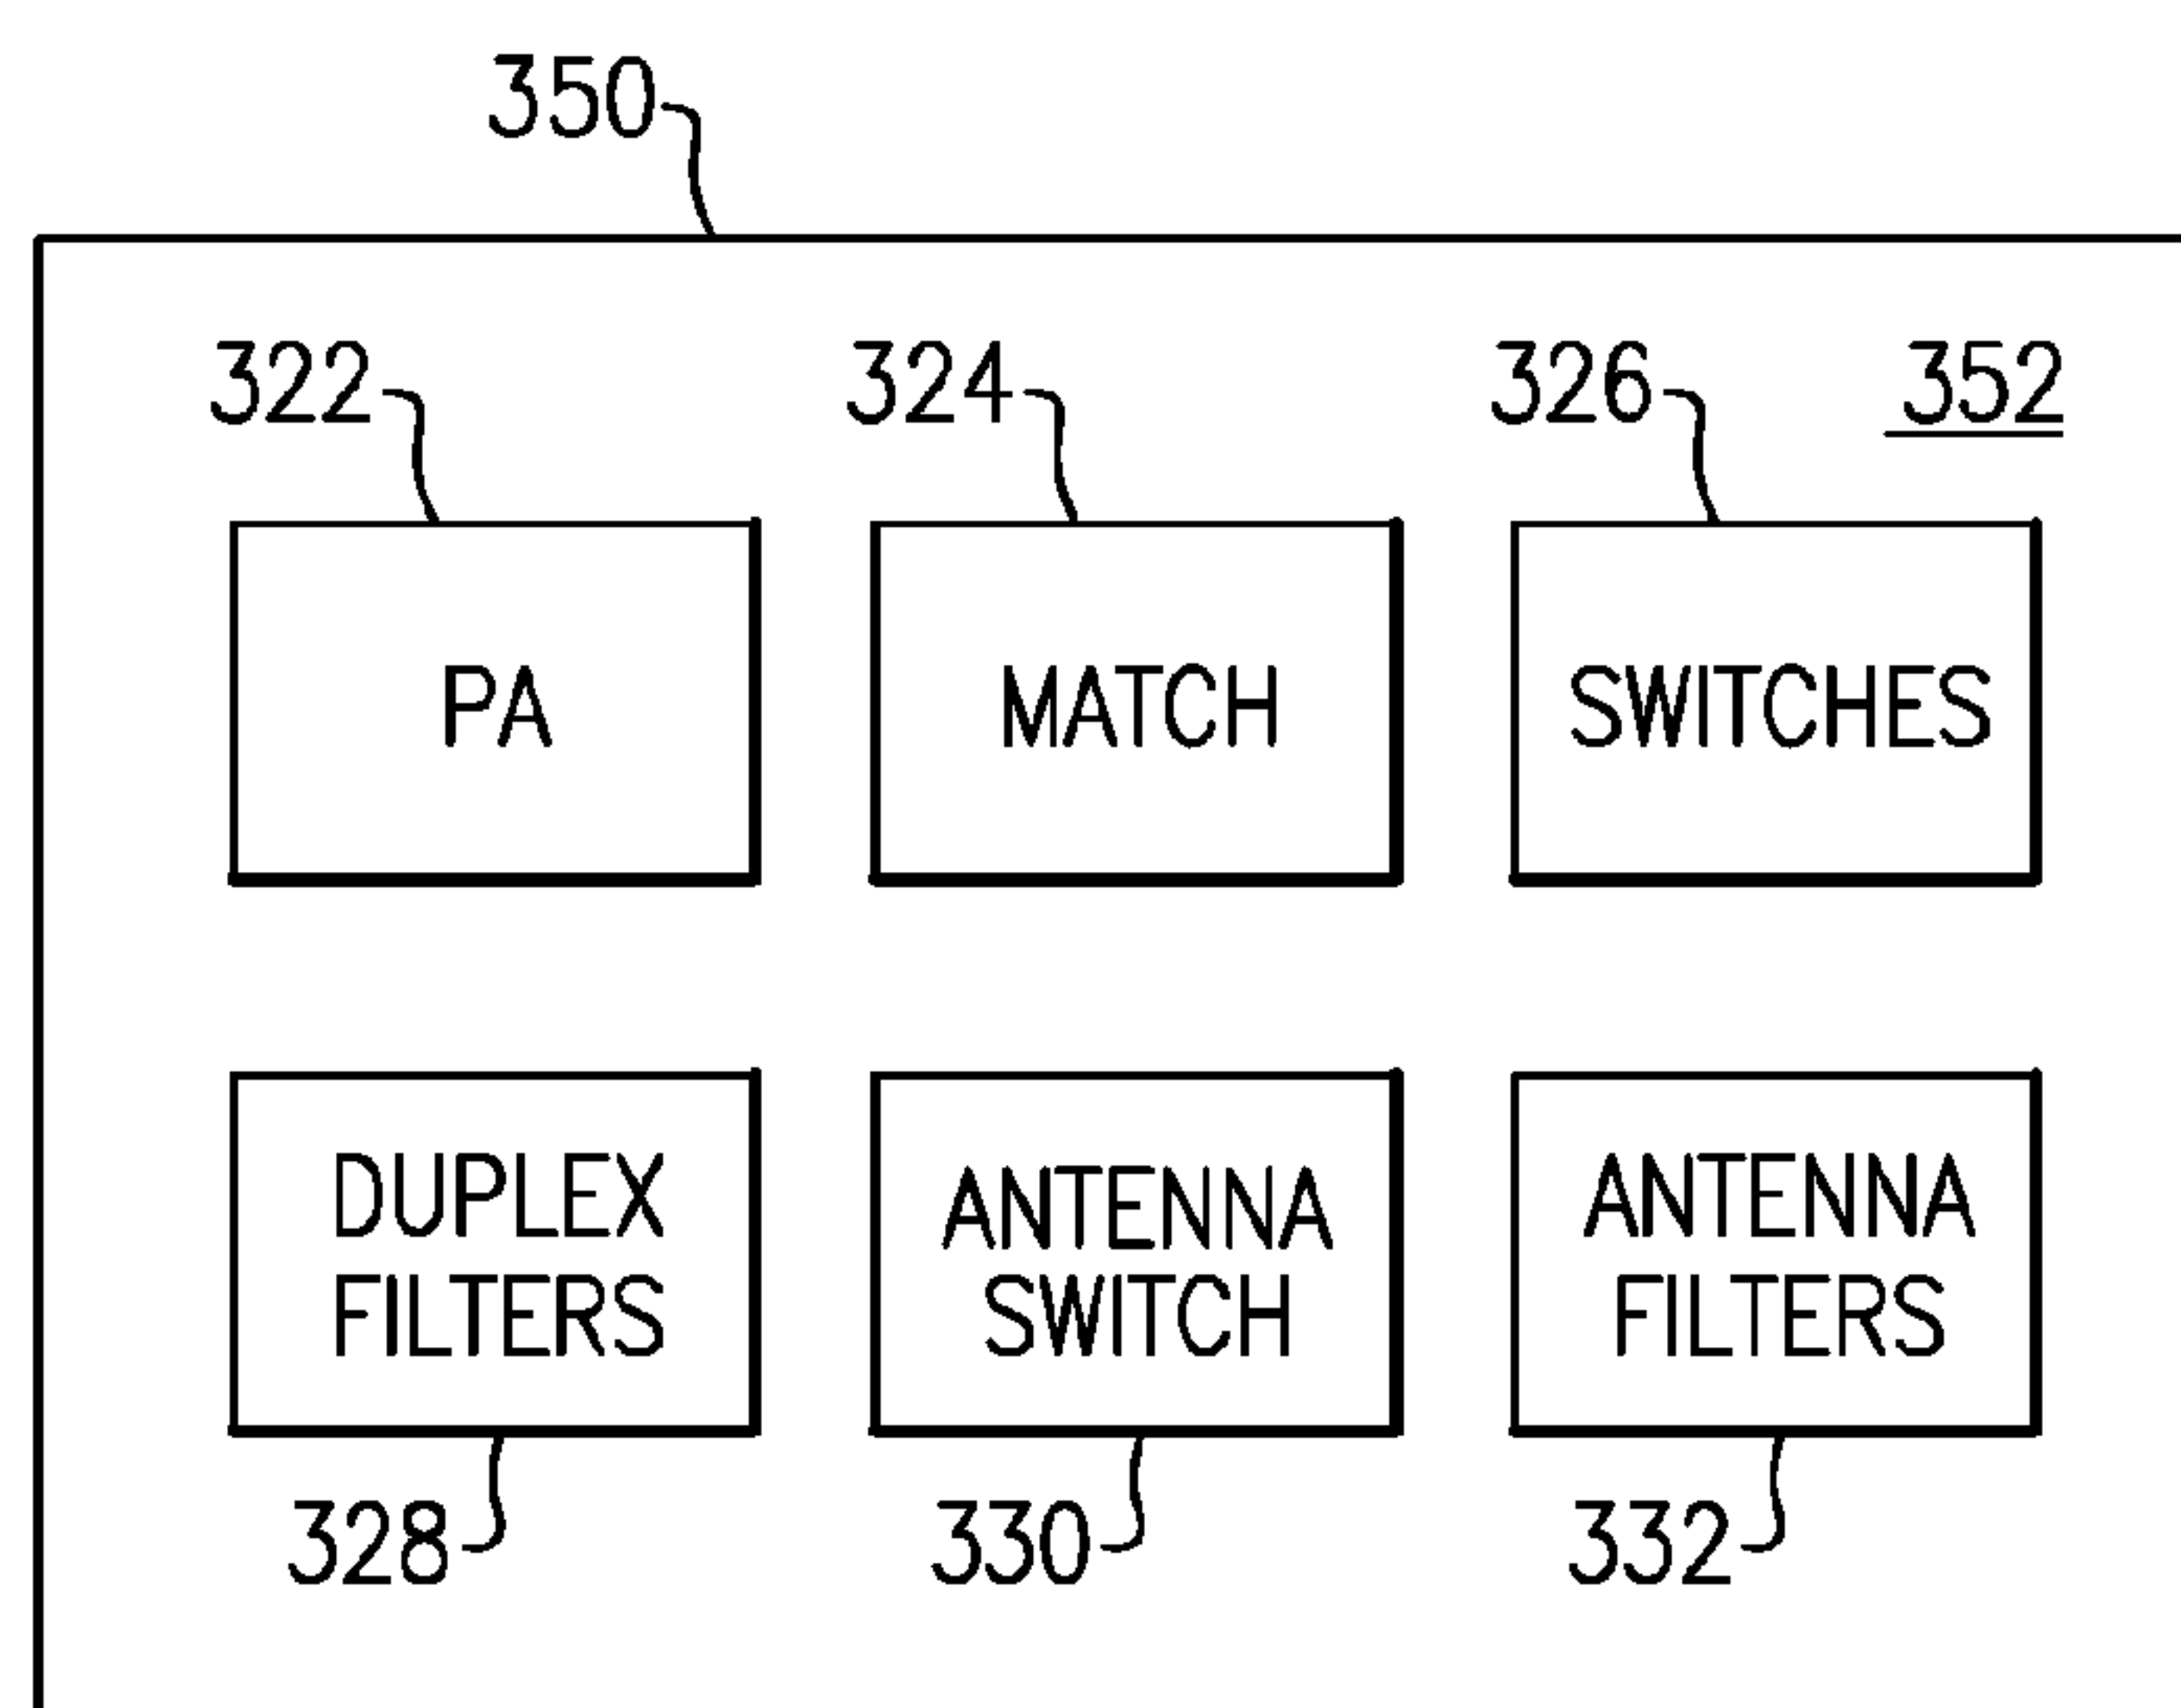 350
322
324
326
352
PA
MATCH
SWITCHES
DUPLEX
FILTERS
ANTENNA
SWITCH
ANTENNA
FILTERS
328
330
332